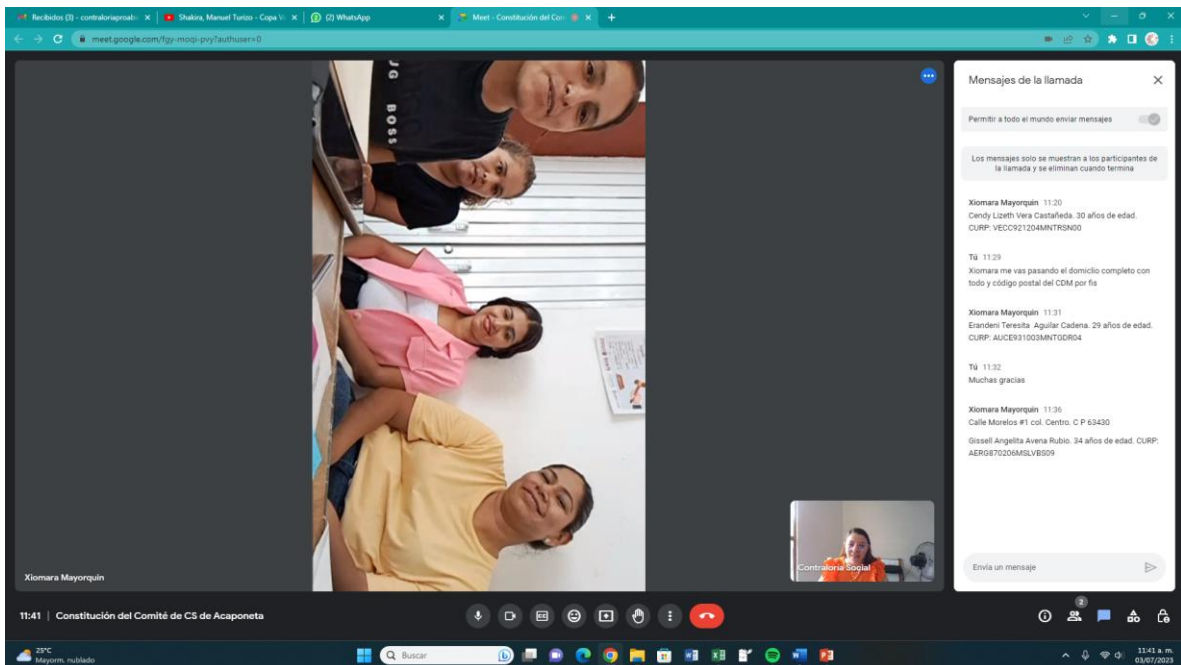 Recibidos (3) - contraloriaproab
Shakira, Manuel Turizo - Copa Va
(2) WhatsApp
Meet - Constitución del Com
meet.google.com/fgy-moqi-pvy?authuser=0
UG BOSS
Xiomara Mayorquin
Contraloría Social
Mensajes de la llamada
Permitir a todo el mundo enviar mensajes
Los mensajes solo se muestran a los participantes de
la llamada y se eliminan cuando termina
Xiomara Mayorquin 11:20
Cendy Lizeth Vera Castañeda. 30 años de edad.
CURP: VECC921204MNTRSN00
Tú 11:29
Xiomara me vas pasando el domiclio completo con
todo y código postal del CDM por fis
Xiomara Mayorquin 11:31
Erandeni Teresita Aguilar Cadena. 29 años de edad.
CURP: AUCE931003MNTGDR04
Tú 11:32
Muchas gracias
Xiomara Mayorquin 11:36
Calle Morelos #1 col. Centro. C P 63430
Gissell Angelita Avena Rubio. 34 años de edad. CURP:
AERG870206MSLVBS09
Envía un mensaje
11:41 | Constitución del Comité de CS de Acaponeta
2
25°C
Mayorm. nublado
Buscar
11:41 a. m.
03/07/2023